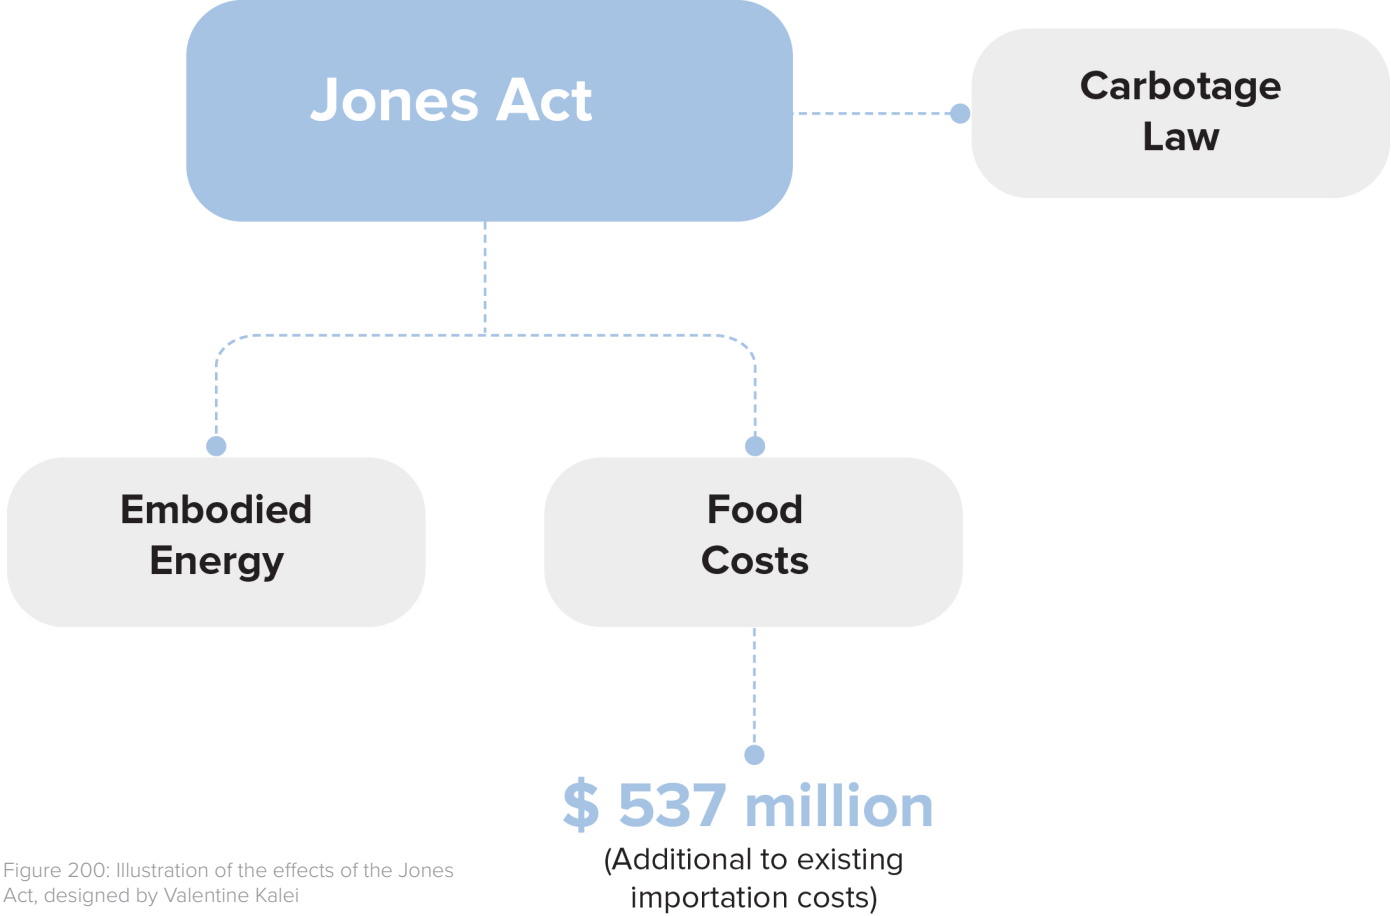 Jones Act
Carbotage
Law
Embodied
Energy
Food
Costs
$ 537 million
(Additional to existing
importation costs)
Figure 200: Illustration of the effects of the Jones
Act, designed by Valentine Kalei